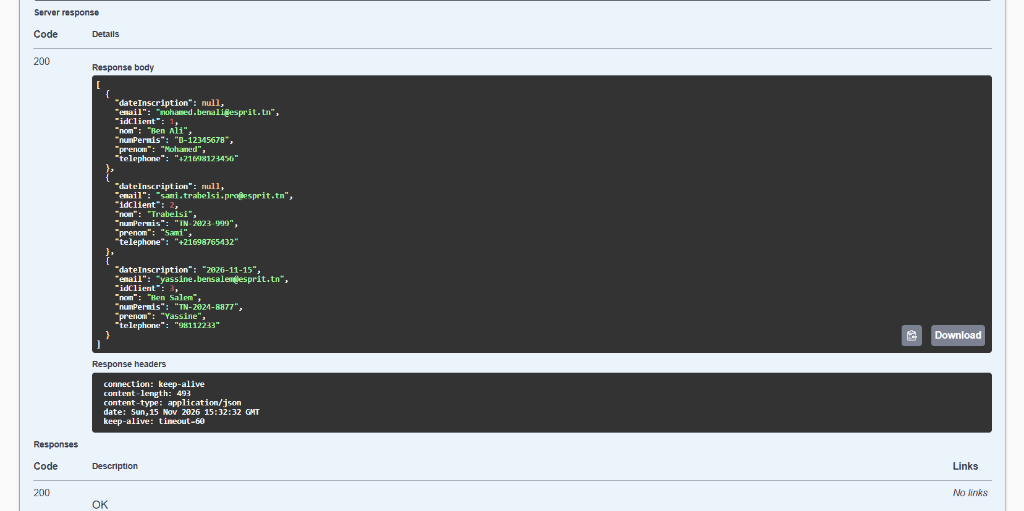 Server response
Code Details
200
Response body
[
{
"dateInscription": null,
"email": "mohamed.benali@esprit.tn",
"idClient": 1,
"nom": "Ben Ali",
"numPermis": "B-12345678",
"prenom": "Mohamed",
"telephone": "+21698123456"
},
{
"dateInscription": null,
"email": "sami.trabelsi.pro@esprit.tn",
"idClient": 2,
"nom": "Trabelsi",
"numPermis": "TN-2023-999",
"prenom": "Sami",
"telephone": "+21698765432"
},
{
"dateInscription": "2026-11-15",
"email": "yassine.bensalem@esprit.tn",
"idClient": 3,
"nom": "Ben Salem",
"numPermis": "TN-2024-8877",
"prenom": "Yassine",
"telephone": "98112233"
}
]
Download
Response headers
connection: keep-alive
content-length: 493
content-type: application/json
date: Sun,15 Nov 2026 15:32:32 GMT
keep-alive: timeout=60
Responses
Code Description Links
200 No links
OK